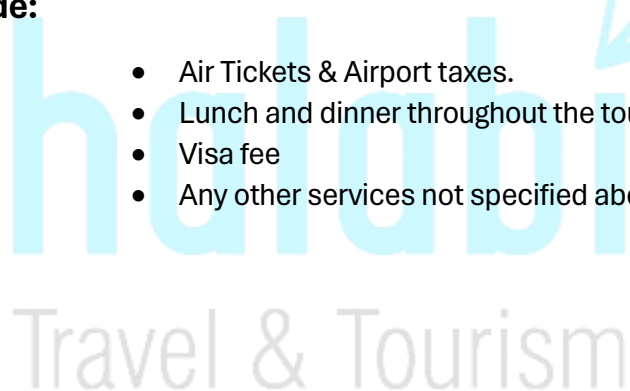 de:
• Air Tickets & Airport taxes.
• Lunch and dinner throughout the tou
• Visa fee
• Any other services not specified abo
halabi
Travel & Tourism